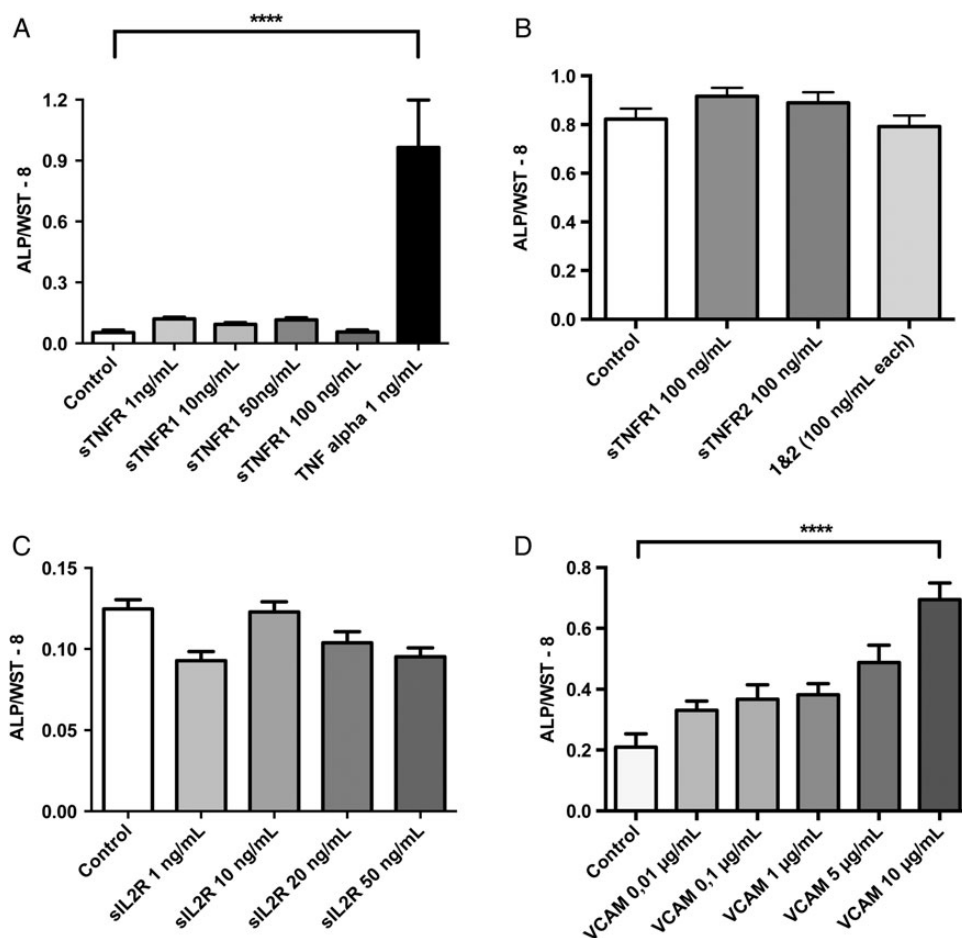 A
****
ALP/WST - 8
1.2
0.9
0.6
0.3
0.0
Control
sTNFR 1ng/mL
sTNFR1 10ng/mL
sTNFR1 50ng/mL
sTNFR1 100 ng/mL
TNF alpha 1 ng/mL
B
ALP/WST - 8
1.0
0.8
0.6
0.4
0.2
0.0
Control
sTNFR1 100 ng/mL
sTNFR2 100 ng/mL
1&2 (100 ng/mL each)
C
ALP/WST - 8
0.15
0.10
0.05
0.00
Control
sIL2R 1 ng/mL
sIL2R 10 ng/mL
sIL2R 20 ng/mL
sIL2R 50 ng/mL
D
****
ALP/WST - 8
0.8
0.6
0.4
0.2
0.0
Control
VCAM 0,01 µg/mL
VCAM 0,1 µg/mL
VCAM 1 µg/mL
VCAM 5 µg/mL
VCAM 10 µg/mL